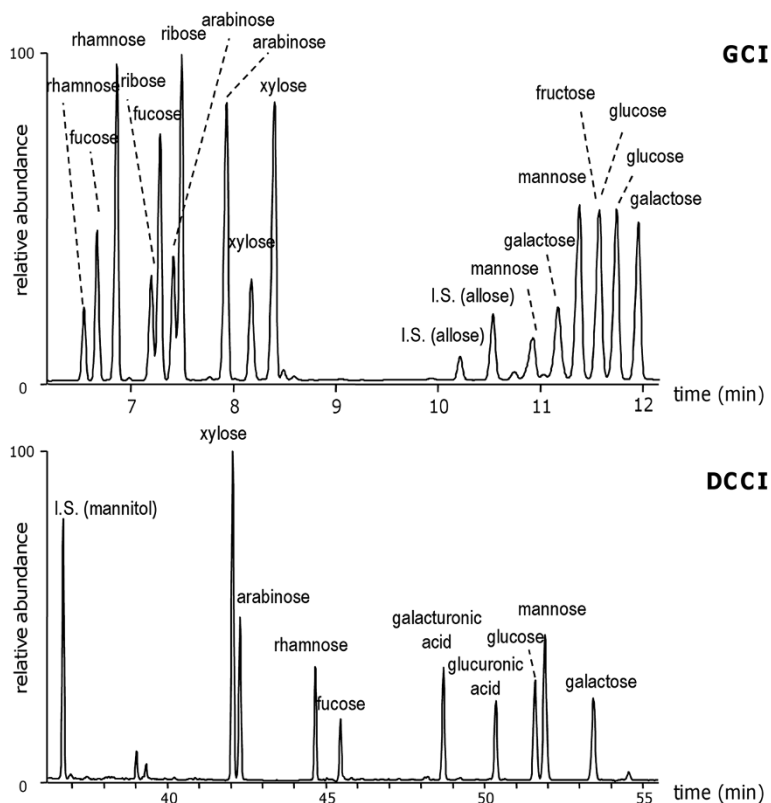 GCI
100
relative abundance
0
rhamnose
fucose
rhamnose
ribose
fucose
ribose
arabinose
arabinose
xylose
xylose
I.S. (allose)
I.S. (allose)
mannose
galactose
mannose
fructose
glucose
glucose
galactose
7
8
9
10
11
12
time (min)
DCCI
100
relative abundance
0
I.S. (mannitol)
xylose
arabinose
rhamnose
fucose
galacturonic
acid
glucuronic
acid
glucose
mannose
galactose
40
45
50
55
time (min)